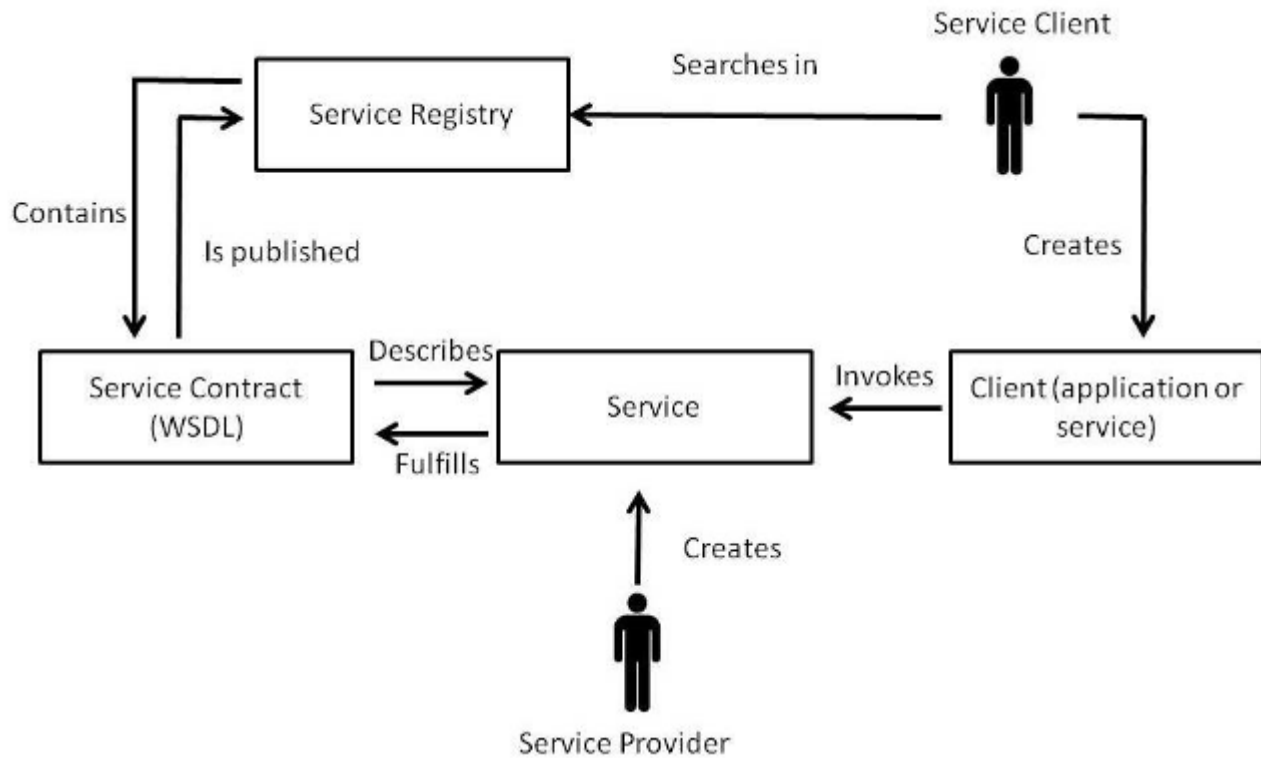 Service Client
Searches in
Service Registry
Contains
Is published
Creates
Describes
Service Contract
(WSDL)
Service
Invokes
Client (application or
service)
Fulfills
Creates
Service Provider